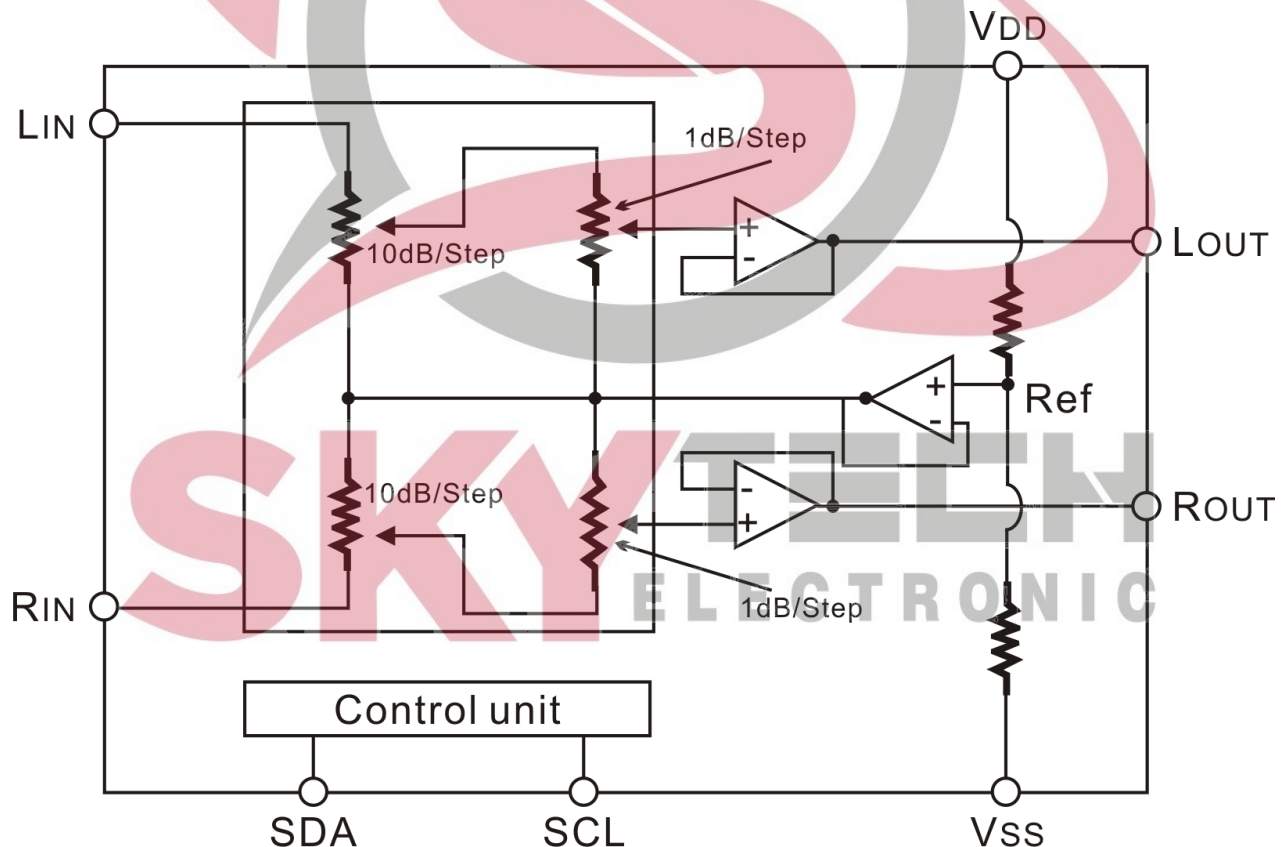 VDD
LIN
1dB/Step
10dB/Step
+
-
LOUT
+
-
Ref
10dB/Step
-
+
ROUT
RIN
1dB/Step
SKYTECH
ELECTRONIC
Control unit
SDA
SCL
VSS